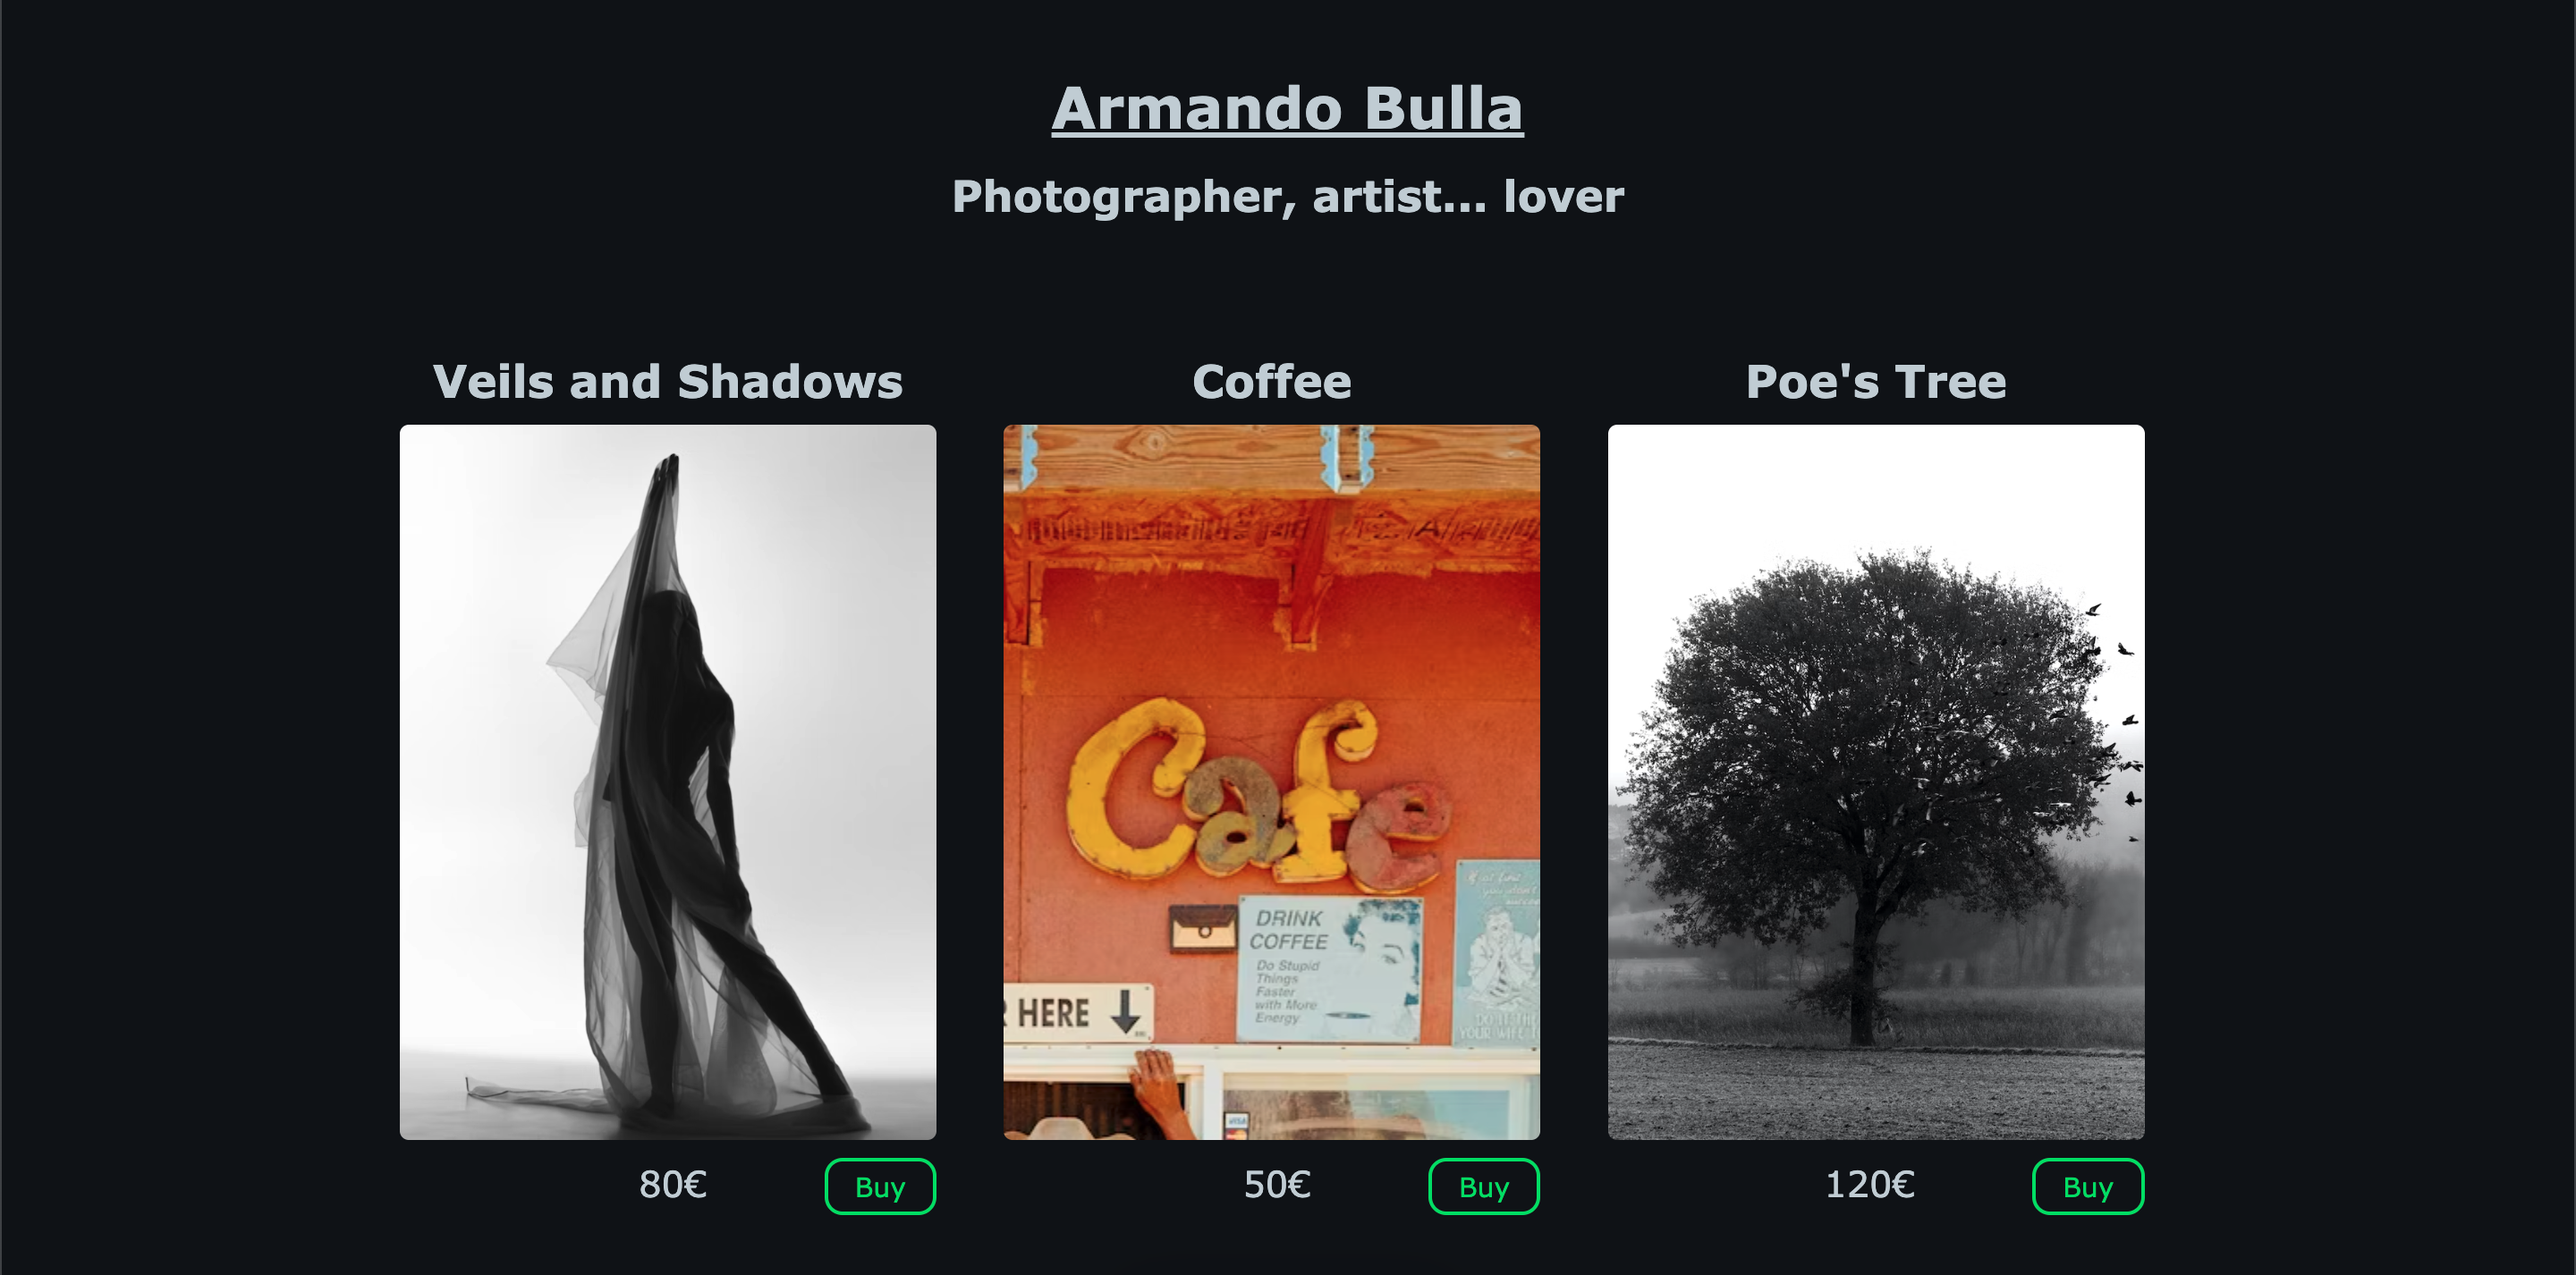 Armando Bulla
Photographer, artist... lover
Veils and Shadows
Coffee
Poe's Tree
Cafe
DRINK
COFFEE
Do Stupid
Things
Faster
with More
Energy
HERE
80€
Buy
50€
Buy
120€
Buy